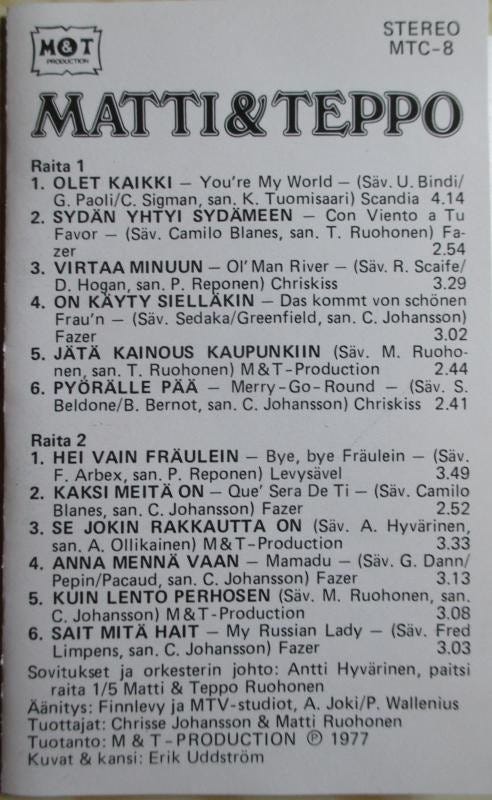 M&T
PRODUCTION
STEREO
MTC-8
MATTI & TEPPO
Raita 1
1. OLET KAIKKI – You're My World – (Säv. U. Bindi/
G. Paoli/C. Sigman, san. K. Tuomisaari) Scandia 4.14
2. SYDÄN YHTYI SYDÄMEEN – Con Viento a Tu
Favor – (Säv. Camilo Blanes, san. T. Ruohonen) Fa-
zer 2.54
3. VIRTAA MINUUN – Ol' Man River – (Säv. R. Scaife/
D. Hogan, san. P. Reponen) Chriskiss 3.29
4. ON KÄYTY SIELLÄKIN – Das kommt von schönen
Frau'n – (Säv. Sedaka/Greenfield, san. C. Johansson)
Fazer 3.02
5. JÄTÄ KAINOUS KAUPUNKIIN (Säv. M. Ruoho-
nen, san. T. Ruohonen) M&T-Production 2.44
6. PYÖRÄLLE PÄÄ – Merry-Go-Round – (Säv. S.
Beldone/B. Bernot, san. C. Johansson) Chriskiss 2.41
Raita 2
1. HEI VAIN FRÄULEIN – Bye, bye Fräulein – (Säv.
F. Arbex, san. P. Reponen) Levysävel 3.49
2. KAKSI MEITÄ ON – Que' Sera De Ti – (Säv. Camilo
Blanes, san. C. Johansson) Fazer 2.52
3. SE JOKIN RAKKAUTTA ON (Säv. A. Hyvärinen,
san. A. Ollikainen) M&T-Production 3.33
4. ANNA MENNÄ VAAN – Mamadu – (Säv. G. Dann/
Pepin/Pacaud, san. C. Johansson) Fazer 3.13
5. KUIN LENTO PERHOSEN (Säv. M. Ruohonen, san.
C. Johansson) M&T-Production 3.08
6. SAIT MITÄ HAIT – My Russian Lady – (Säv. Fred
Limpens, san. C. Johansson) Fazer 3.03
Sovitukset ja orkesterin johto: Antti Hyvärinen, paitsi
raita 1/5 Matti & Teppo Ruohonen
Äänitys: Finnlevy ja MTV-studiot, A. Joki/P. Wallenius
Tuottajat: Chrisse Johansson & Matti Ruohonen
Tuotanto: M & T-PRODUCTION ℗ 1977
Kuvat & kansi: Erik Uddström